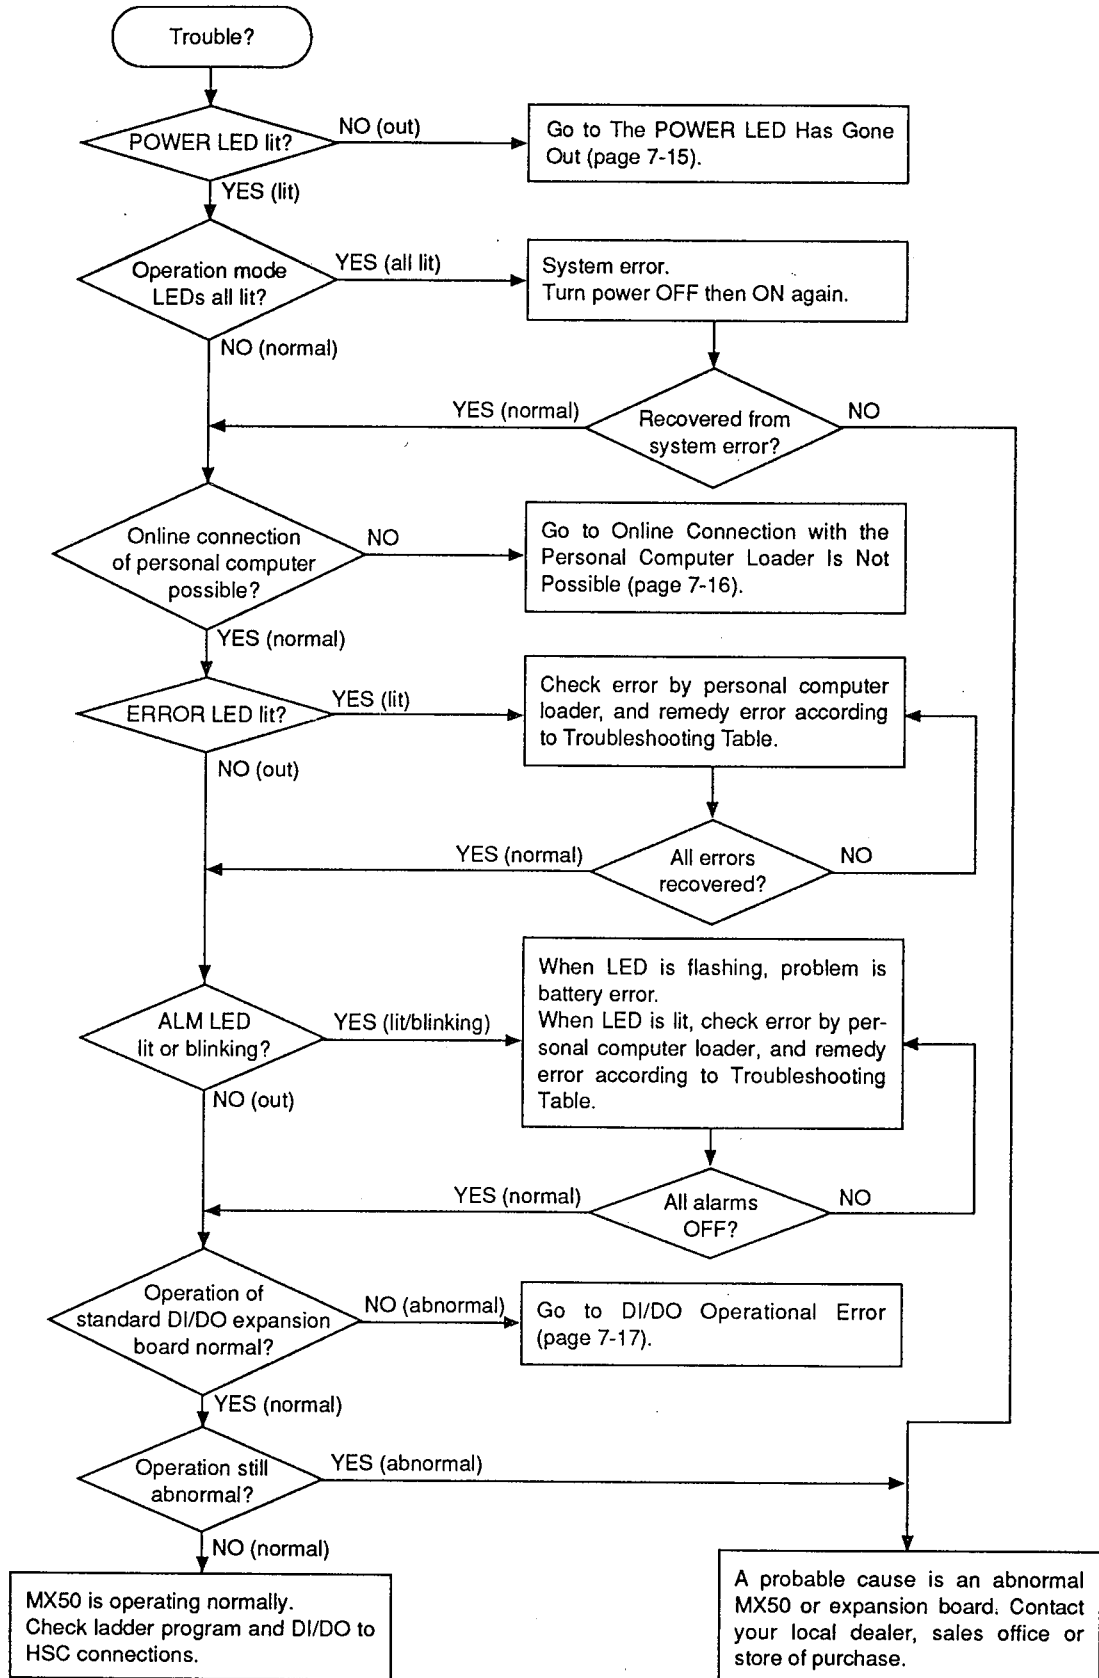 Trouble?
POWER LED lit?
NO (out)
Go to The POWER LED Has Gone
Out (page 7-15).
YES (lit)
Operation mode
LEDs all lit?
YES (all lit)
System error.
Turn power OFF then ON again.
NO (normal)
YES (normal)
Recovered from
system error?
NO
Online connection
of personal computer
possible?
NO
Go to Online Connection with the
Personal Computer Loader Is Not
Possible (page 7-16).
YES (normal)
ERROR LED lit?
YES (lit)
Check error by personal computer
loader, and remedy error according
to Troubleshooting Table.
NO (out)
YES (normal)
All errors
recovered?
NO
ALM LED
lit or blinking?
YES (lit/blinking)
When LED is flashing, problem is
battery error.
When LED is lit, check error by per-
sonal computer loader, and remedy
error according to Troubleshooting
Table.
NO (out)
YES (normal)
All alarms
OFF?
NO
Operation of
standard DI/DO expansion
board normal?
NO (abnormal)
Go to DI/DO Operational Error
(page 7-17).
YES (normal)
Operation still
abnormal?
YES (abnormal)
NO (normal)
MX50 is operating normally.
Check ladder program and DI/DO to
HSC connections.
A probable cause is an abnormal
MX50 or expansion board. Contact
your local dealer, sales office or
store of purchase.